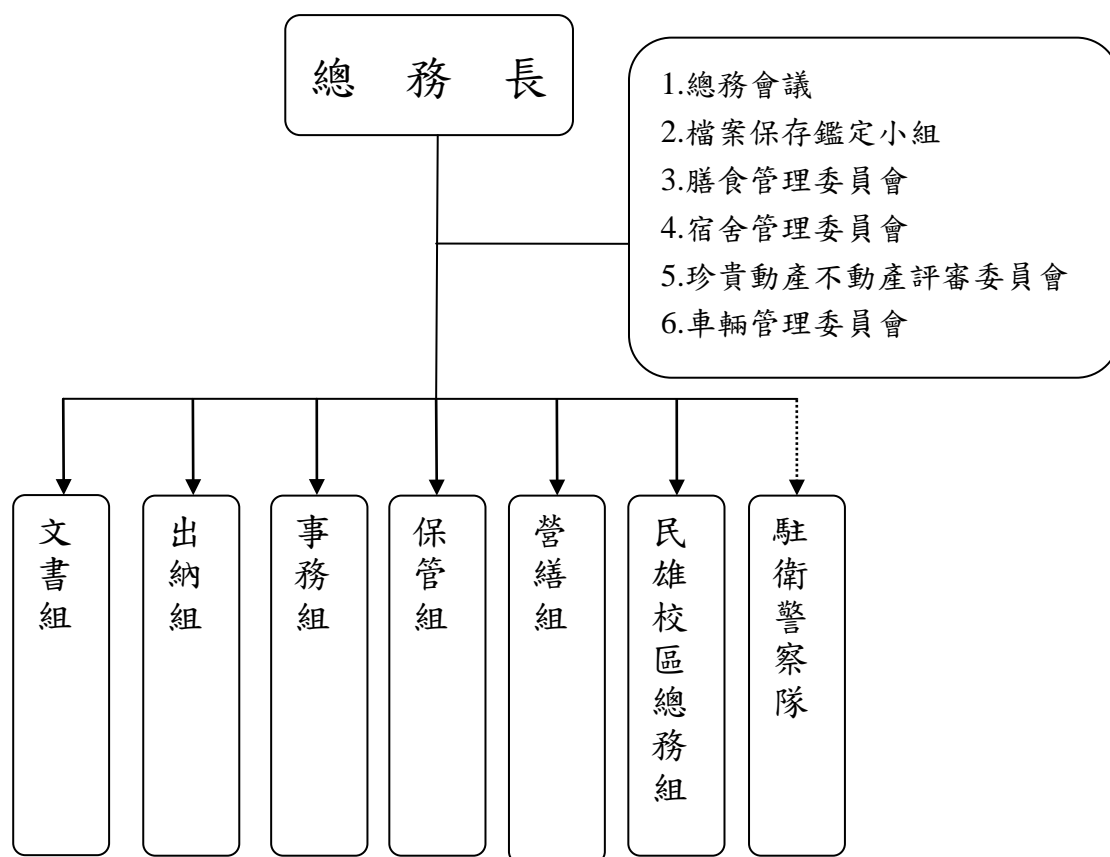 總務長
1.總務會議
2.檔案保存鑑定小組
3.膳食管理委員會
4.宿舍管理委員會
5.珍貴動產不動產評審委員會
6.車輛管理委員會
文書組
出納組
事務組
保管組
營繕組
民雄校區總務組
駐衛警察隊